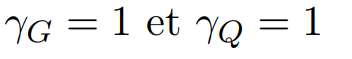 γ_G = 1 et γ_Q = 1